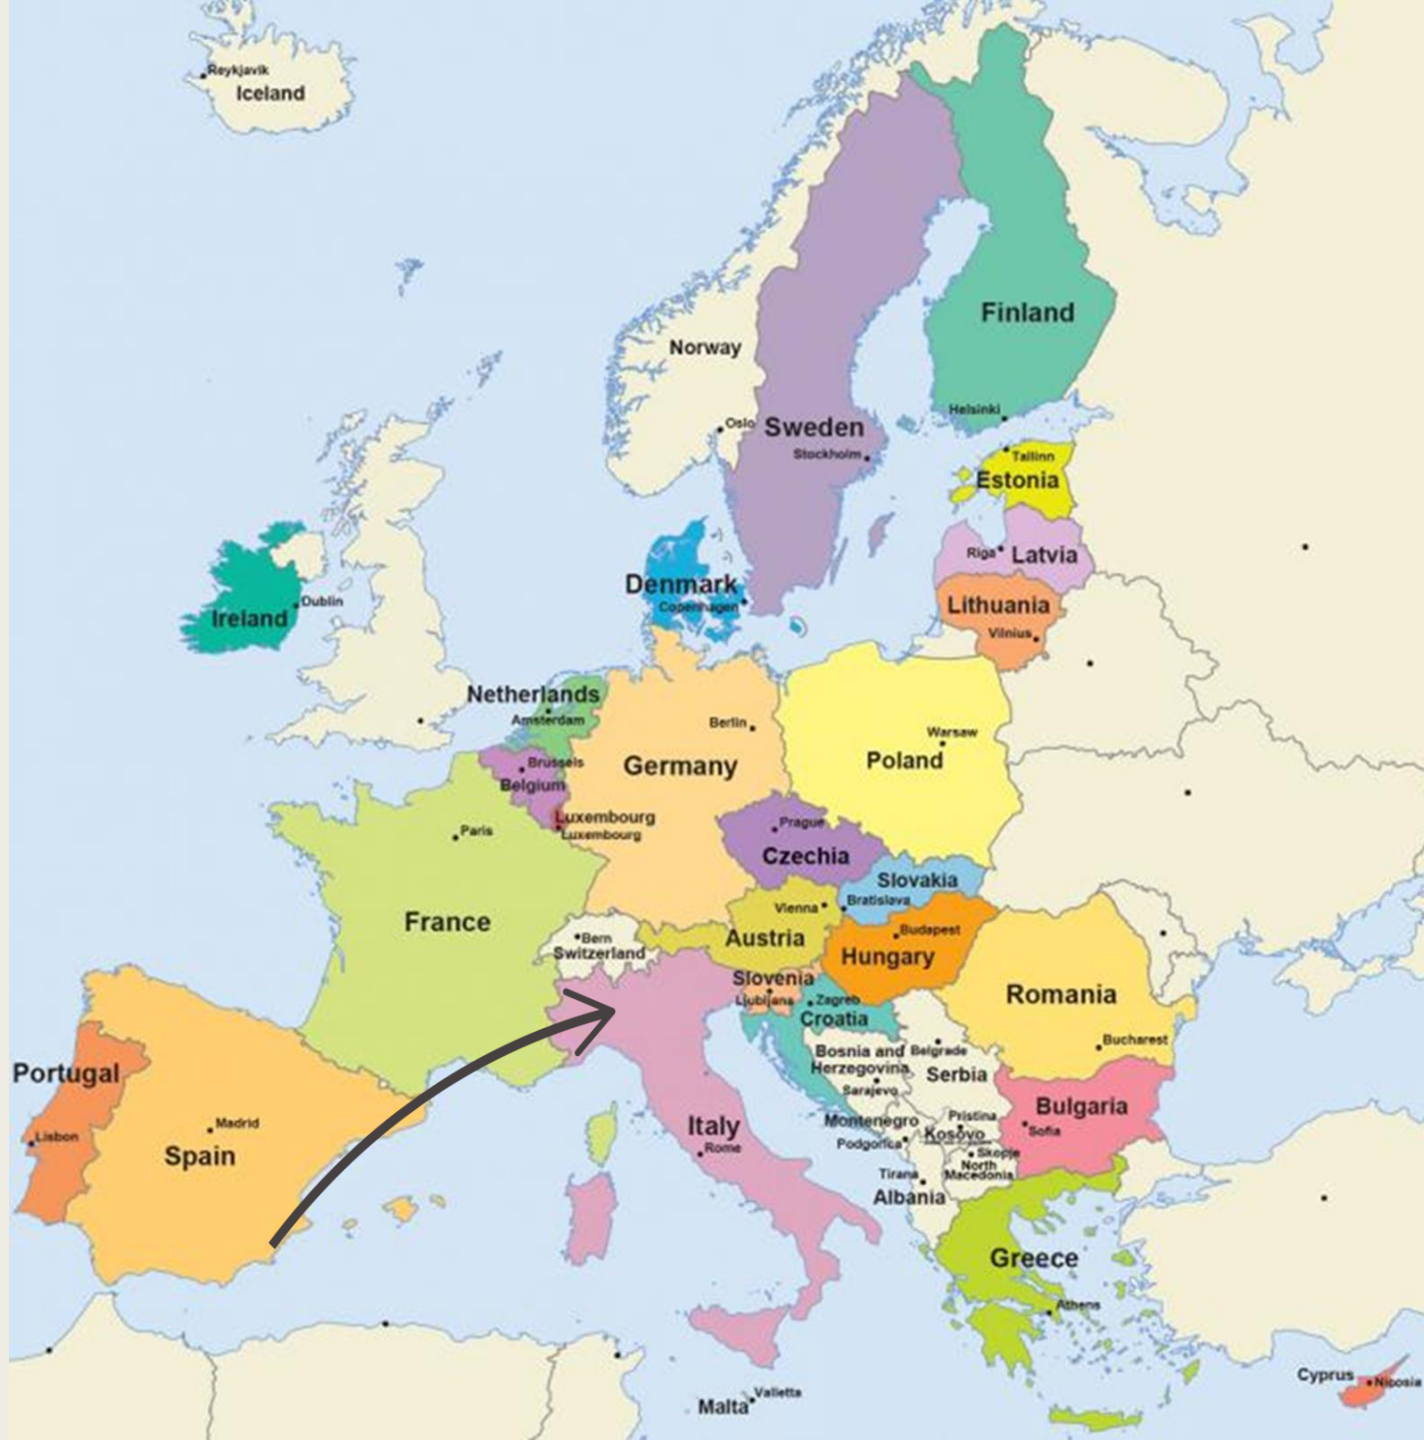 Reykjavik
Iceland
Finland
Norway
Helsinki
Oslo
Sweden
Stockholm
Tallinn
Estonia
Riga
Latvia
Denmark
Copenhagen
Dublin
Ireland
Lithuania
Vilnius
Netherlands
Amsterdam
Berlin
Warsaw
Poland
Germany
Brussels
Belgium
Luxembourg
Luxembourg
Paris
Prague
Czechia
Slovakia
Bratislava
Vienna
France
Budapest
Bern
Switzerland
Austria
Hungary
Slovenia
Ljubljana
Zagreb
Croatia
Romania
Bucharest
Bosnia and
Herzegovina
Belgrade
Sarajevo
Serbia
Portugal
Madrid
Lisbon
Spain
Bulgaria
Sofia
Montenegro
Pristina
Podgorica
Kosovo
Italy
Rome
Skopje
North
Macedonia
Tirana
Albania
Greece
Athens
Cyprus
Nicosia
Valletta
Malta